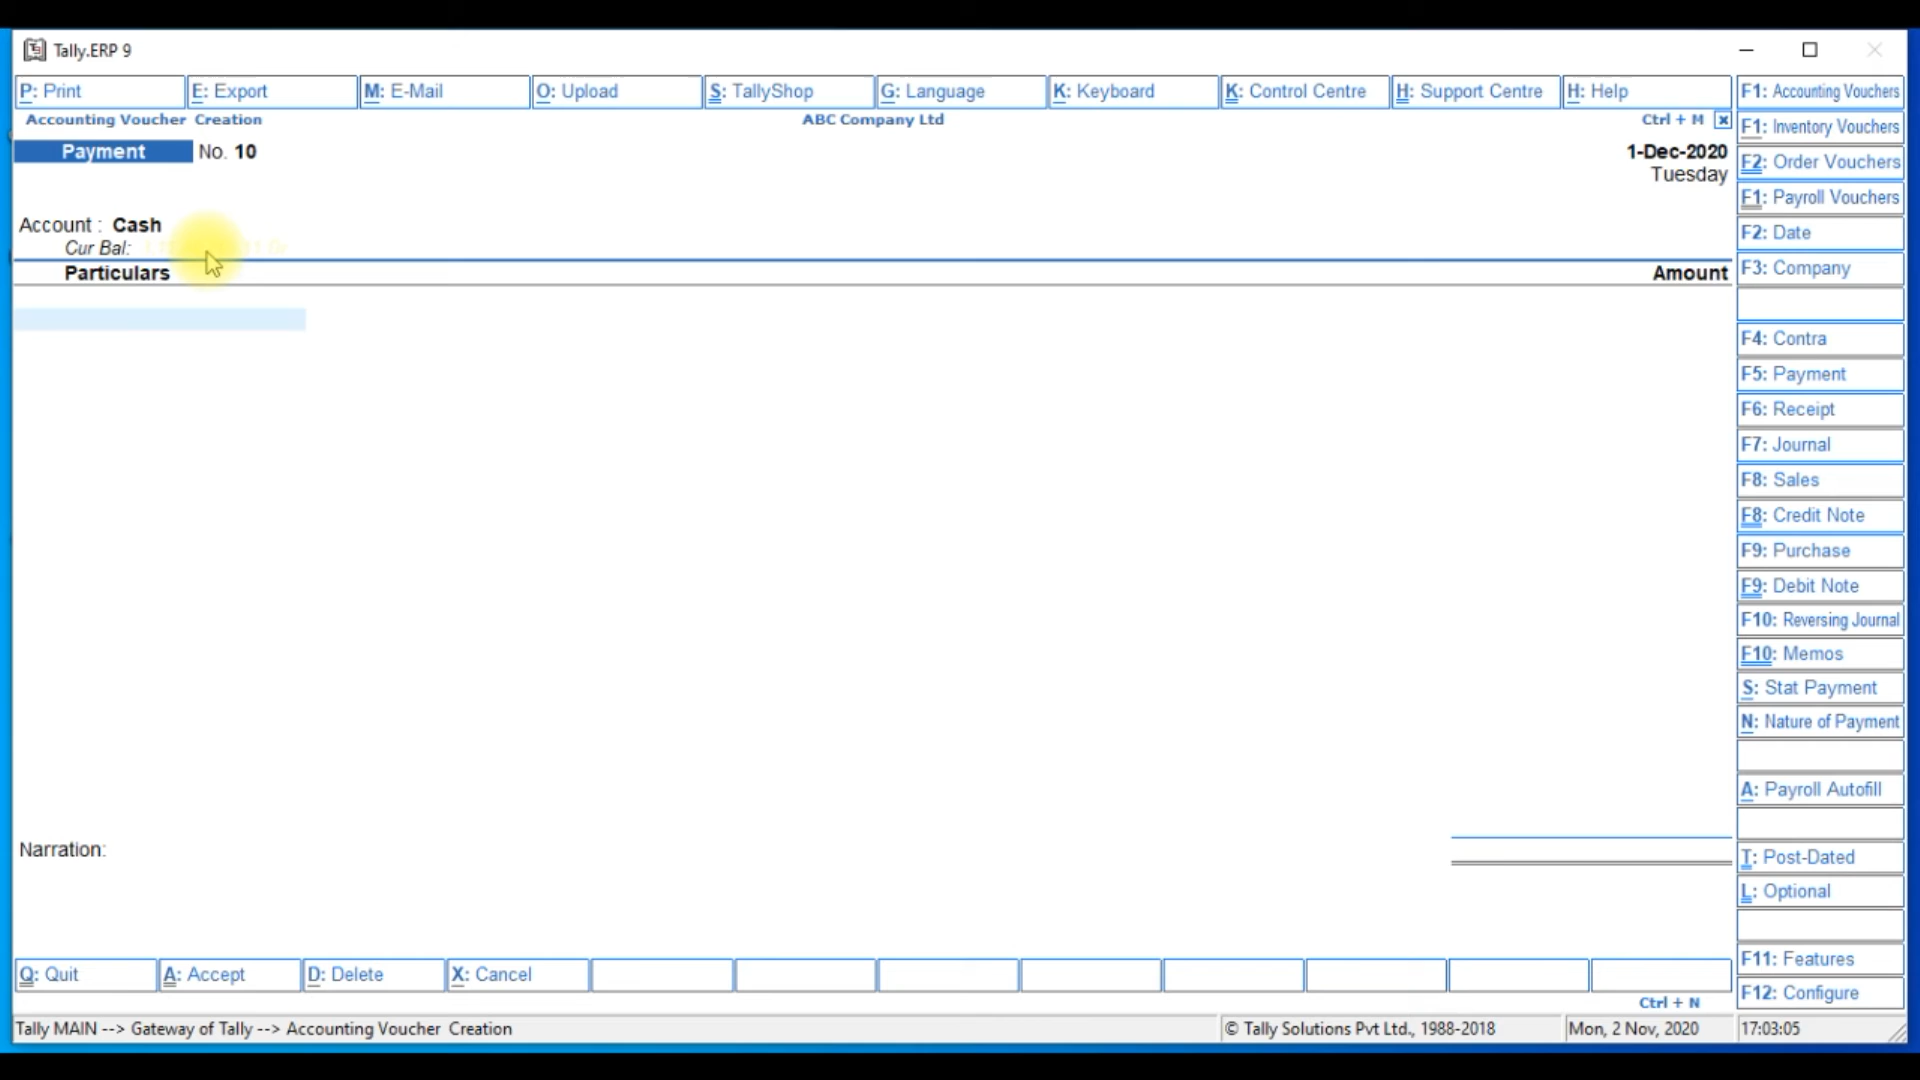 Tally.ERP 9
P: Print E: Export M: E-Mail O: Upload S: TallyShop G: Language K: Keyboard K: Control Centre H: Support Centre H: Help
Accounting Voucher Creation ABC Company Ltd Ctrl + M
Payment No. 10 1-Dec-2020
Tuesday
Account : Cash
Cur Bal:
Particulars Amount
Narration:
Q: Quit A: Accept D: Delete X: Cancel
Ctrl + N
F1: Accounting Vouchers
F1: Inventory Vouchers
F2: Order Vouchers
F1: Payroll Vouchers
F2: Date
F3: Company
F4: Contra
F5: Payment
F6: Receipt
F7: Journal
F8: Sales
F8: Credit Note
F9: Purchase
F9: Debit Note
F10: Reversing Journal
F10: Memos
S: Stat Payment
N: Nature of Payment
A: Payroll Autofill
T: Post-Dated
L: Optional
F11: Features
F12: Configure
Tally MAIN --> Gateway of Tally --> Accounting Voucher Creation © Tally Solutions Pvt Ltd., 1988-2018 Mon, 2 Nov, 2020 17:03:05